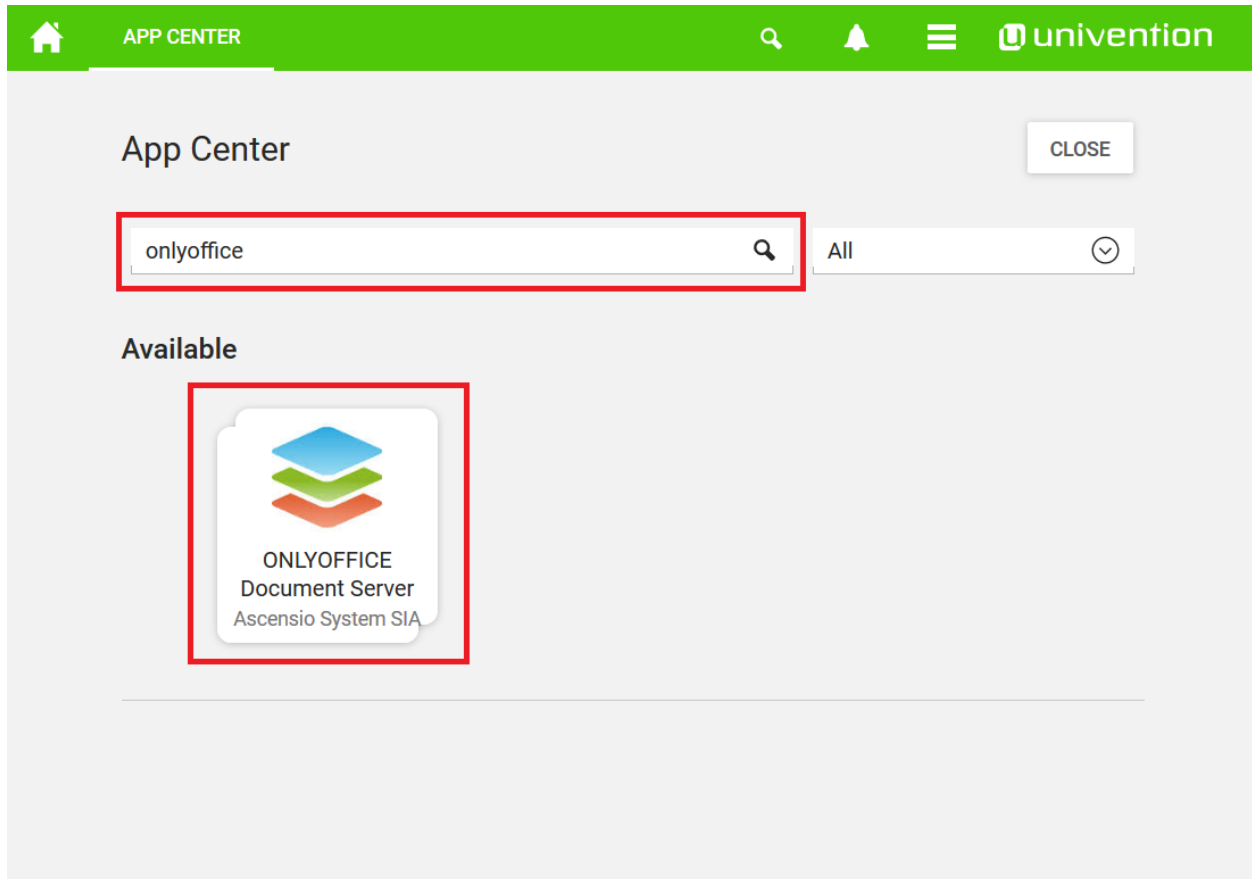 APP CENTER
univention
App Center
CLOSE
onlyoffice
All
Available
ONLYOFFICE
Document Server
Ascensio System SIA